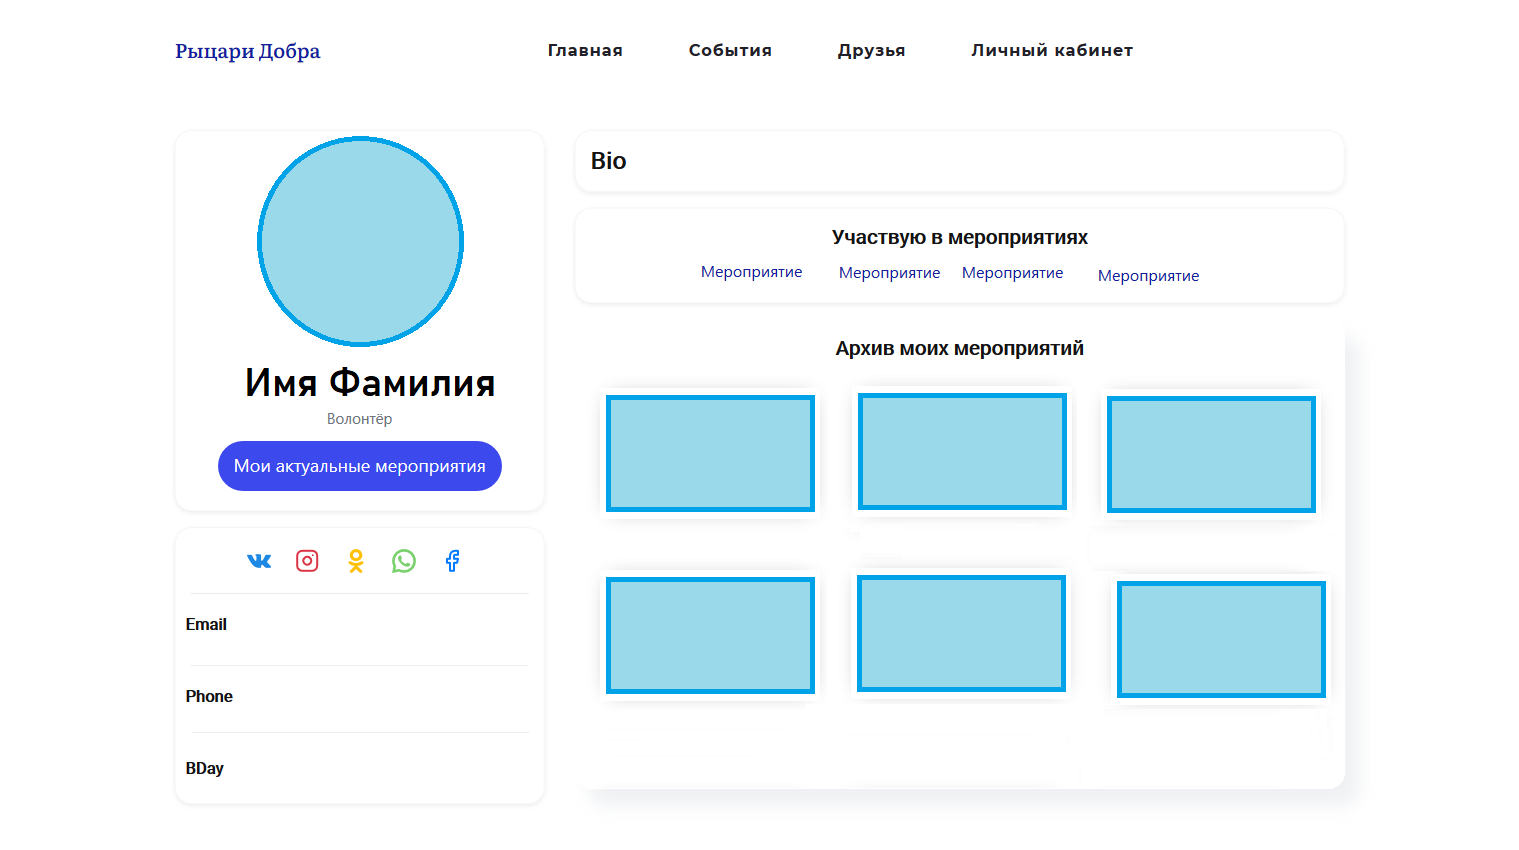 Рыцари Добра
Главная
События
Друзья
Личный кабинет
Имя Фамилия
Волонтёр
Мои актуальные мероприятия
Email
Phone
BDay
Bio
Участвую в мероприятиях
Мероприятие
Мероприятие
Мероприятие
Мероприятие
Архив моих мероприятий